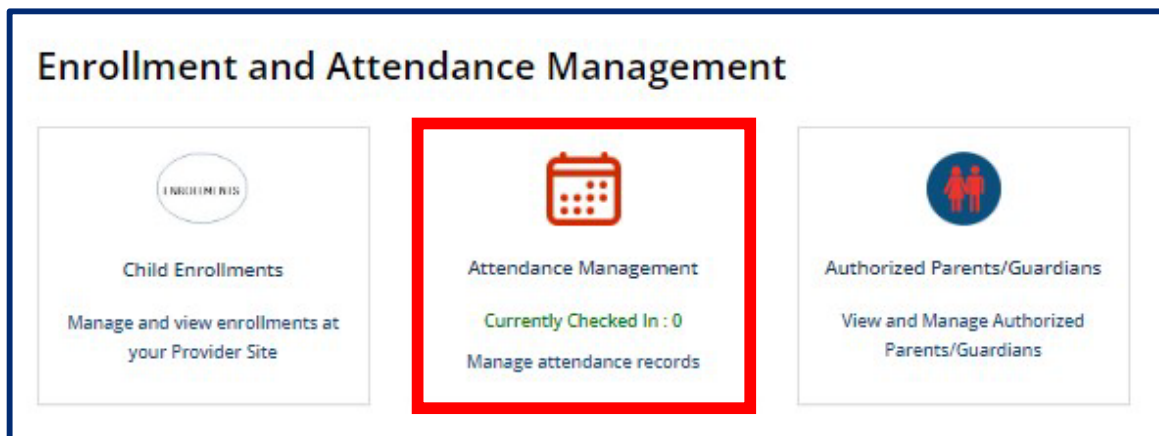 Enrollment and Attendance Management
ENROLLMENTS
Child Enrollments
Manage and view enrollments at
your Provider Site
Attendance Management
Currently Checked In : 0
Manage attendance records
Authorized Parents/Guardians
View and Manage Authorized
Parents/Guardians